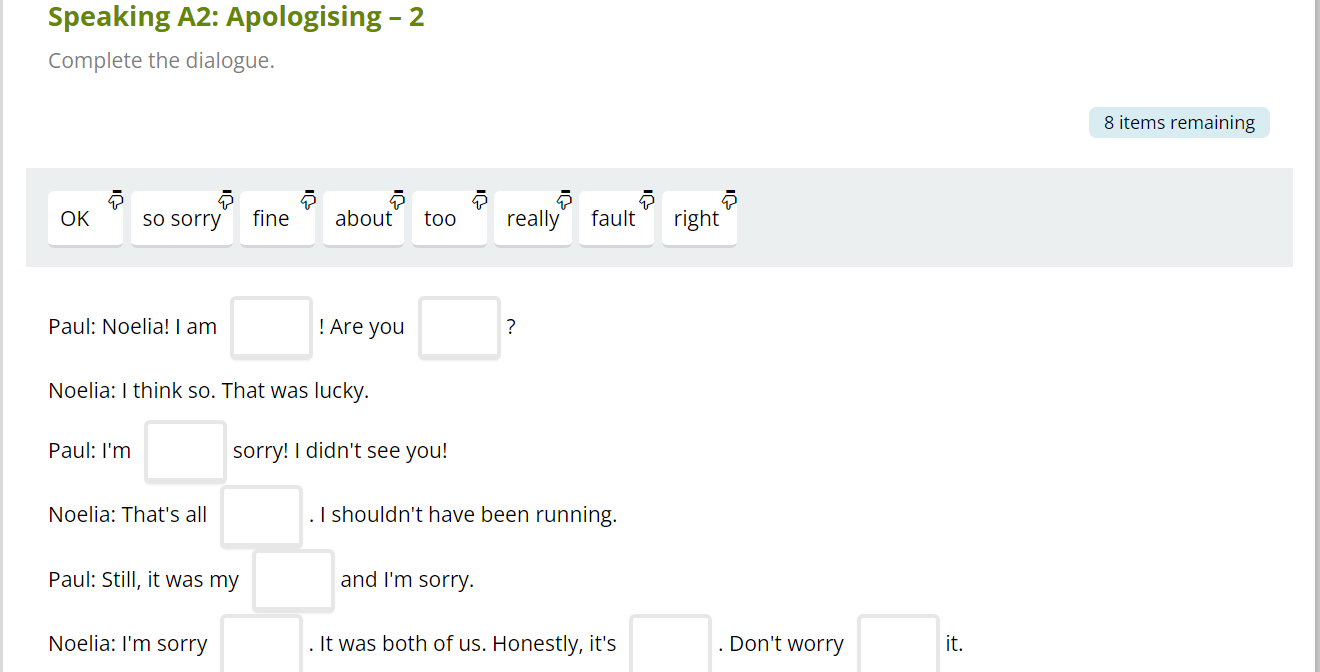 Speaking A2: Apologising – 2
Complete the dialogue.
8 items remaining
OK so sorry fine about too really fault right
Paul: Noelia! I am ! Are you ?
Noelia: I think so. That was lucky.
Paul: I'm sorry! I didn't see you!
Noelia: That's all . I shouldn't have been running.
Paul: Still, it was my and I'm sorry.
Noelia: I'm sorry . It was both of us. Honestly, it's . Don't worry it.